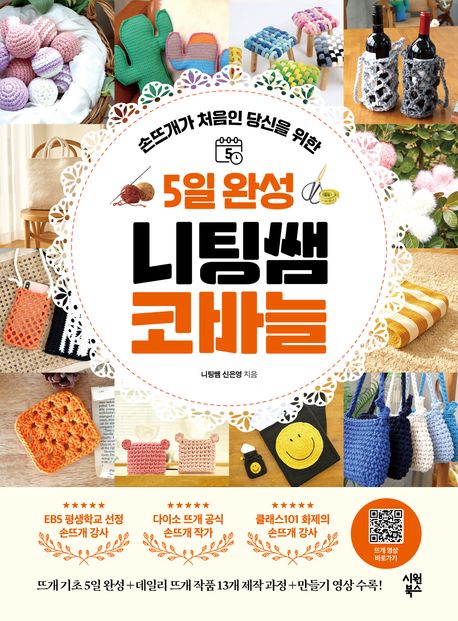 손뜨개가 처음인 당신을 위한
5
5일 완성
니팅쌤
코바늘
니팅쌤 신은영 지음
★★★★★ ★★★★★ ★★★★★
EBS 평생학교 선정 다이소 뜨개 공식 클래스101 화제의
손뜨개 강사 손뜨개 작가 손뜨개 강사
뜨개 영상
바로가기
뜨개 기초 5일 완성+데일리 뜨개 작품 13개 제작 과정+만들기 영상 수록!
시원
북스